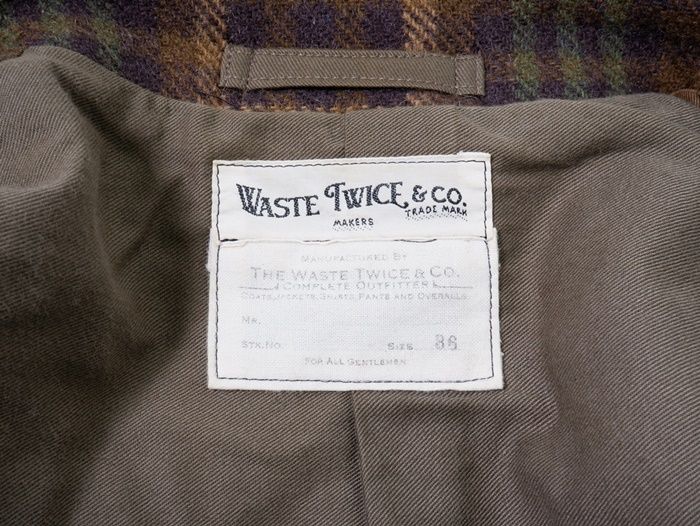 WASTE TWICE & CO.
MAKERS TRADE MARK
MANUFACTURED BY
THE WASTE TWICE & CO.
COMPLETE OUTFITTER
COATS, JACKETS, SHIRTS, PANTS AND OVERALLS
MR.
STK. NO. SIZE 36
FOR ALL GENTLEMEN